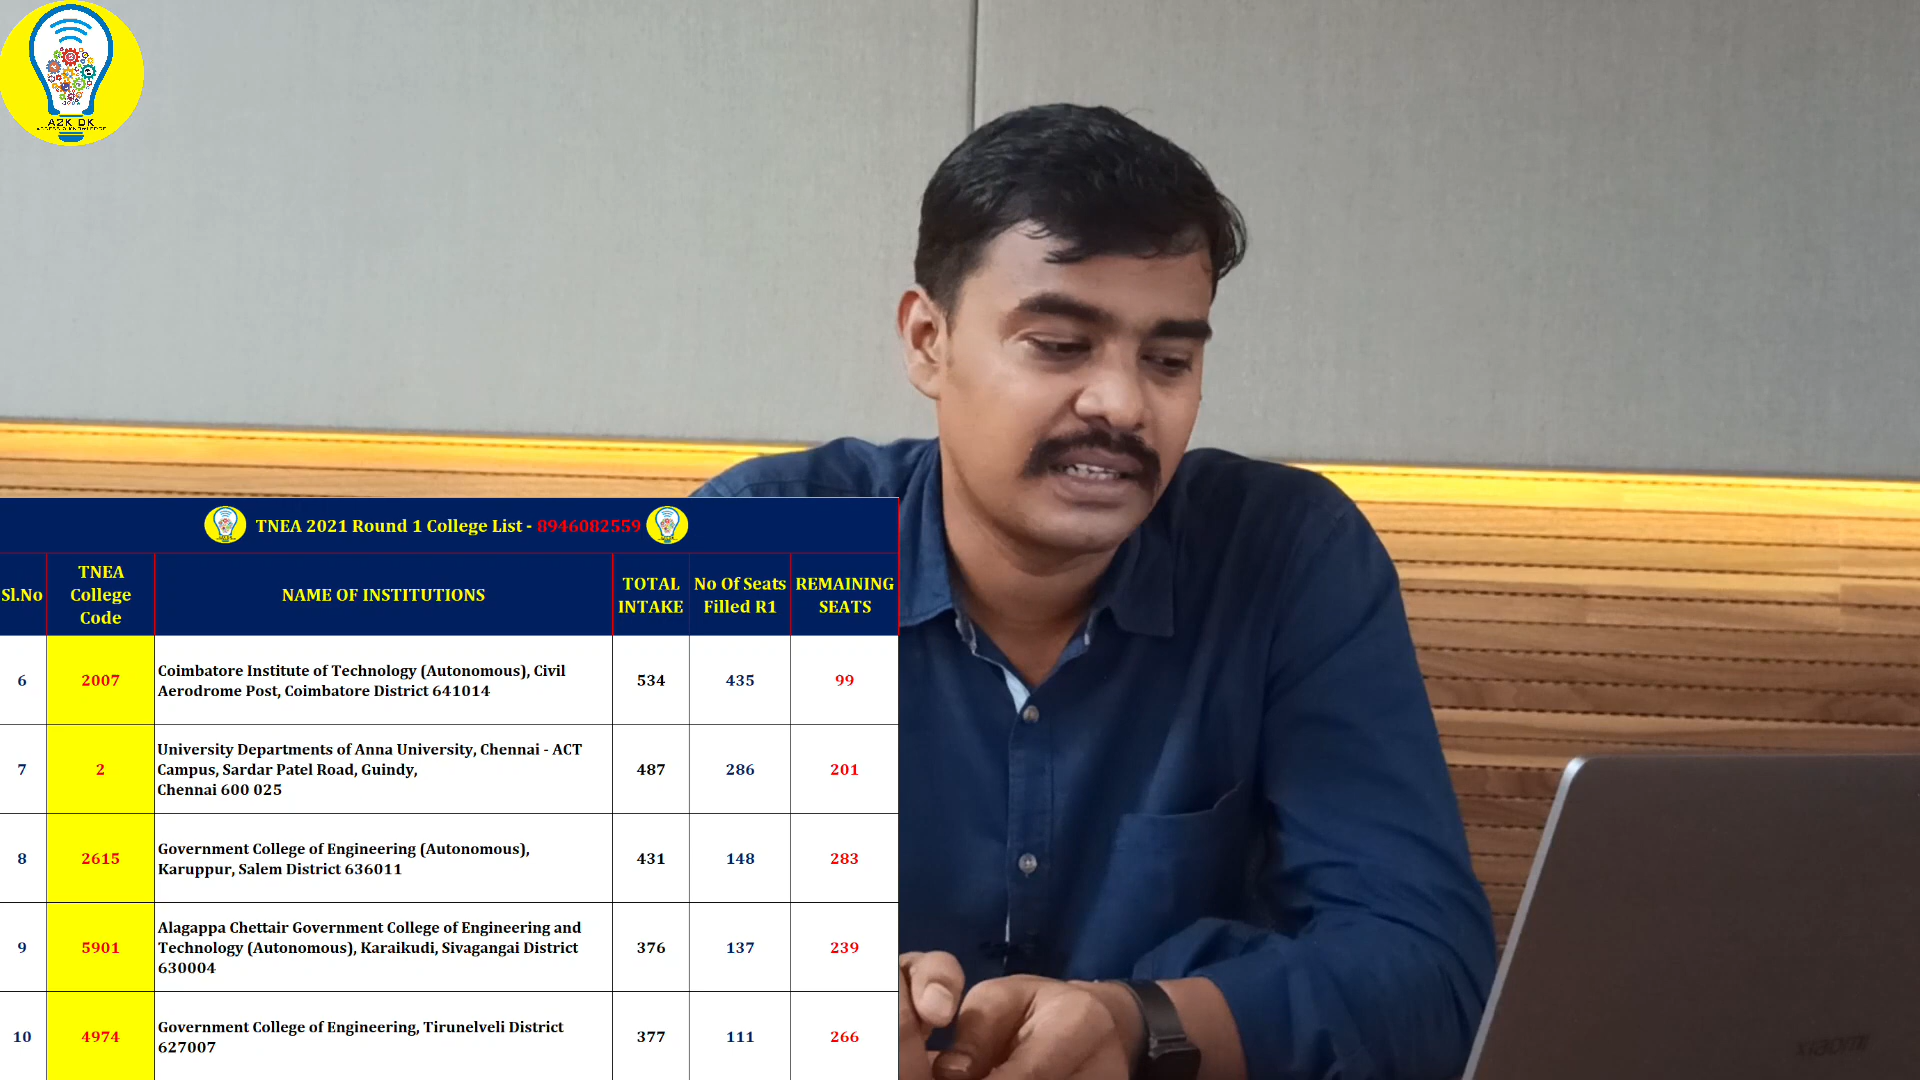 A2K DK
TNEA 2021 Round 1 College List - 8946082559
Sl.No
TNEA
College
Code
NAME OF INSTITUTIONS
TOTAL
INTAKE
No Of Seats
Filled R1
REMAINING
SEATS
6
2007
Coimbatore Institute of Technology (Autonomous), Civil
Aerodrome Post, Coimbatore District 641014
534
435
99
7
2
University Departments of Anna University, Chennai - ACT
Campus, Sardar Patel Road, Guindy,
Chennai 600 025
487
286
201
8
2615
Government College of Engineering (Autonomous),
Karuppur, Salem District 636011
431
148
283
9
5901
Alagappa Chettair Government College of Engineering and
Technology (Autonomous), Karaikudi, Sivagangai District
630004
376
137
239
10
4974
Government College of Engineering, Tirunelveli District
627007
377
111
266
xiaomi